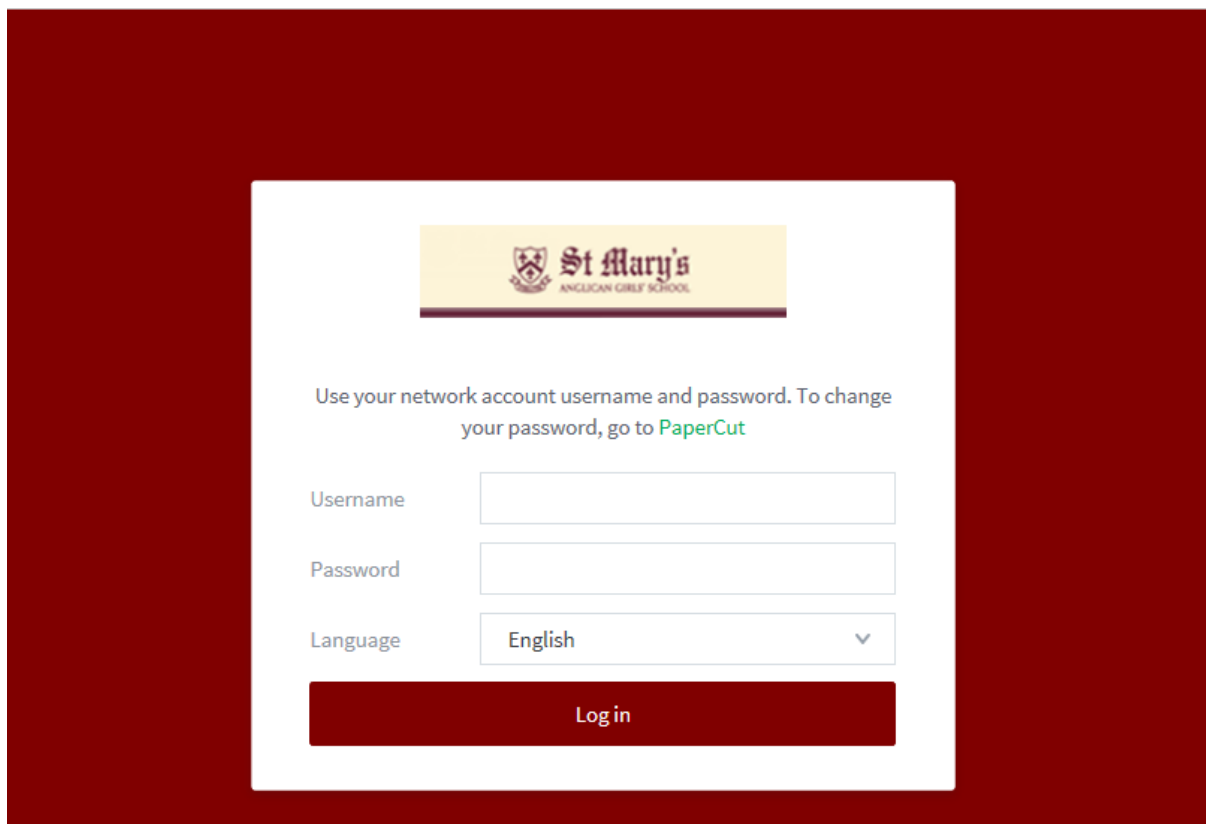 St Mary's
ANGLICAN GIRLS' SCHOOL
Use your network account username and password. To change
your password, go to PaperCut
Username
Password
Language
English
Log in